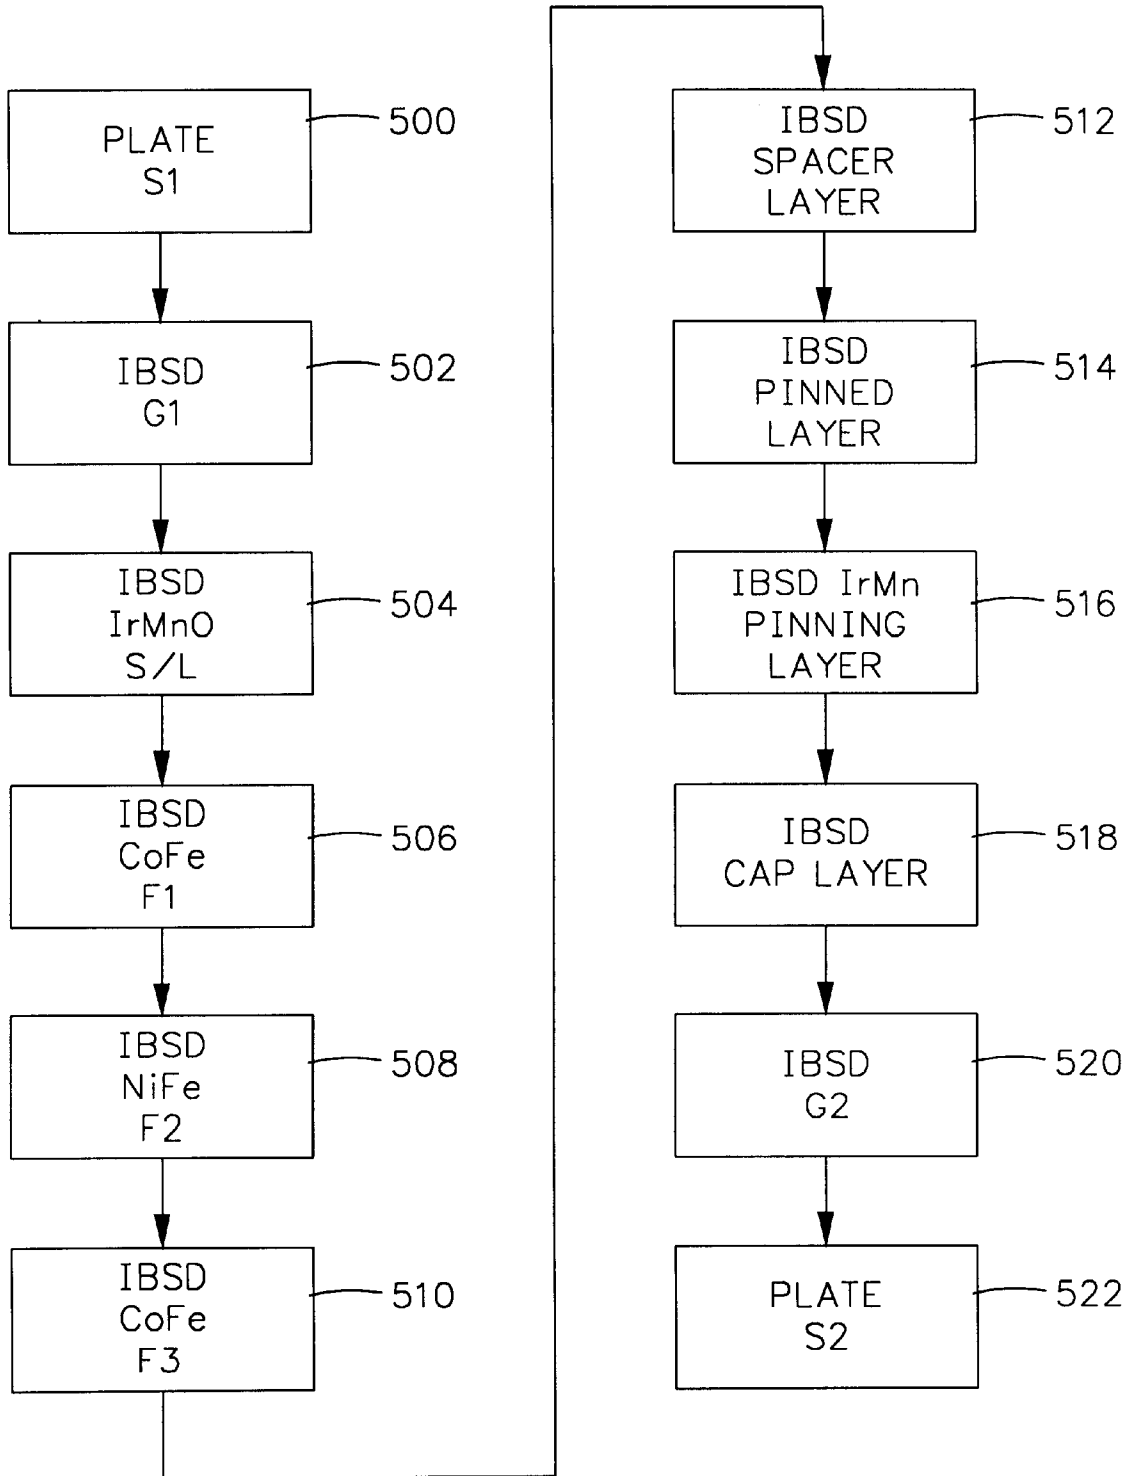 PLATE
S1
500
IBSD
G1
502
IBSD
IrMnO
S/L
504
IBSD
CoFe
F1
506
IBSD
NiFe
F2
508
IBSD
CoFe
F3
510
IBSD
SPACER
LAYER
512
IBSD
PINNED
LAYER
514
IBSD IrMn
PINNING
LAYER
516
IBSD
CAP LAYER
518
IBSD
G2
520
PLATE
S2
522